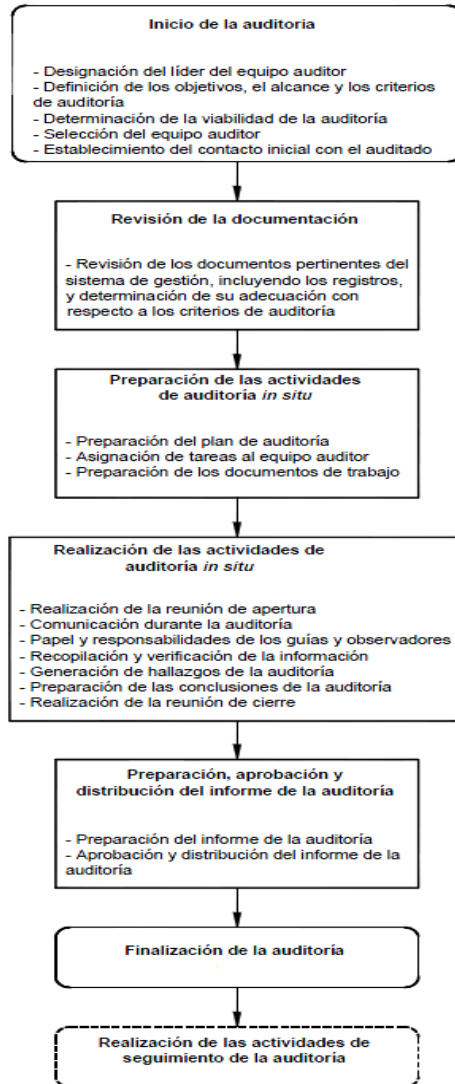 Inicio de la auditoria
- Designación del líder del equipo auditor
- Definición de los objetivos, el alcance y los criterios
de auditoría
- Determinación de la viabilidad de la auditoría
- Selección del equipo auditor
- Establecimiento del contacto inicial con el auditado
Revisión de la documentación
- Revisión de los documentos pertinentes del
sistema de gestión, incluyendo los registros,
y determinación de su adecuación con
respecto a los criterios de auditoría
Preparación de las actividades
de auditoría in situ
- Preparación del plan de auditoría
- Asignación de tareas al equipo auditor
- Preparación de los documentos de trabajo
Realización de las actividades de
auditoría in situ
- Realización de la reunión de apertura
- Comunicación durante la auditoría
- Papel y responsabilidades de los guías y observadores
- Recopilación y verificación de la información
- Generación de hallazgos de la auditoría
- Preparación de las conclusiones de la auditoría
- Realización de la reunión de cierre
Preparación, aprobación y
distribución del informe de la auditoría
- Preparación del informe de la auditoría
- Aprobación y distribución del informe de la
auditoría
Finalización de la auditoría
Realización de las actividades de
seguimiento de la auditoría